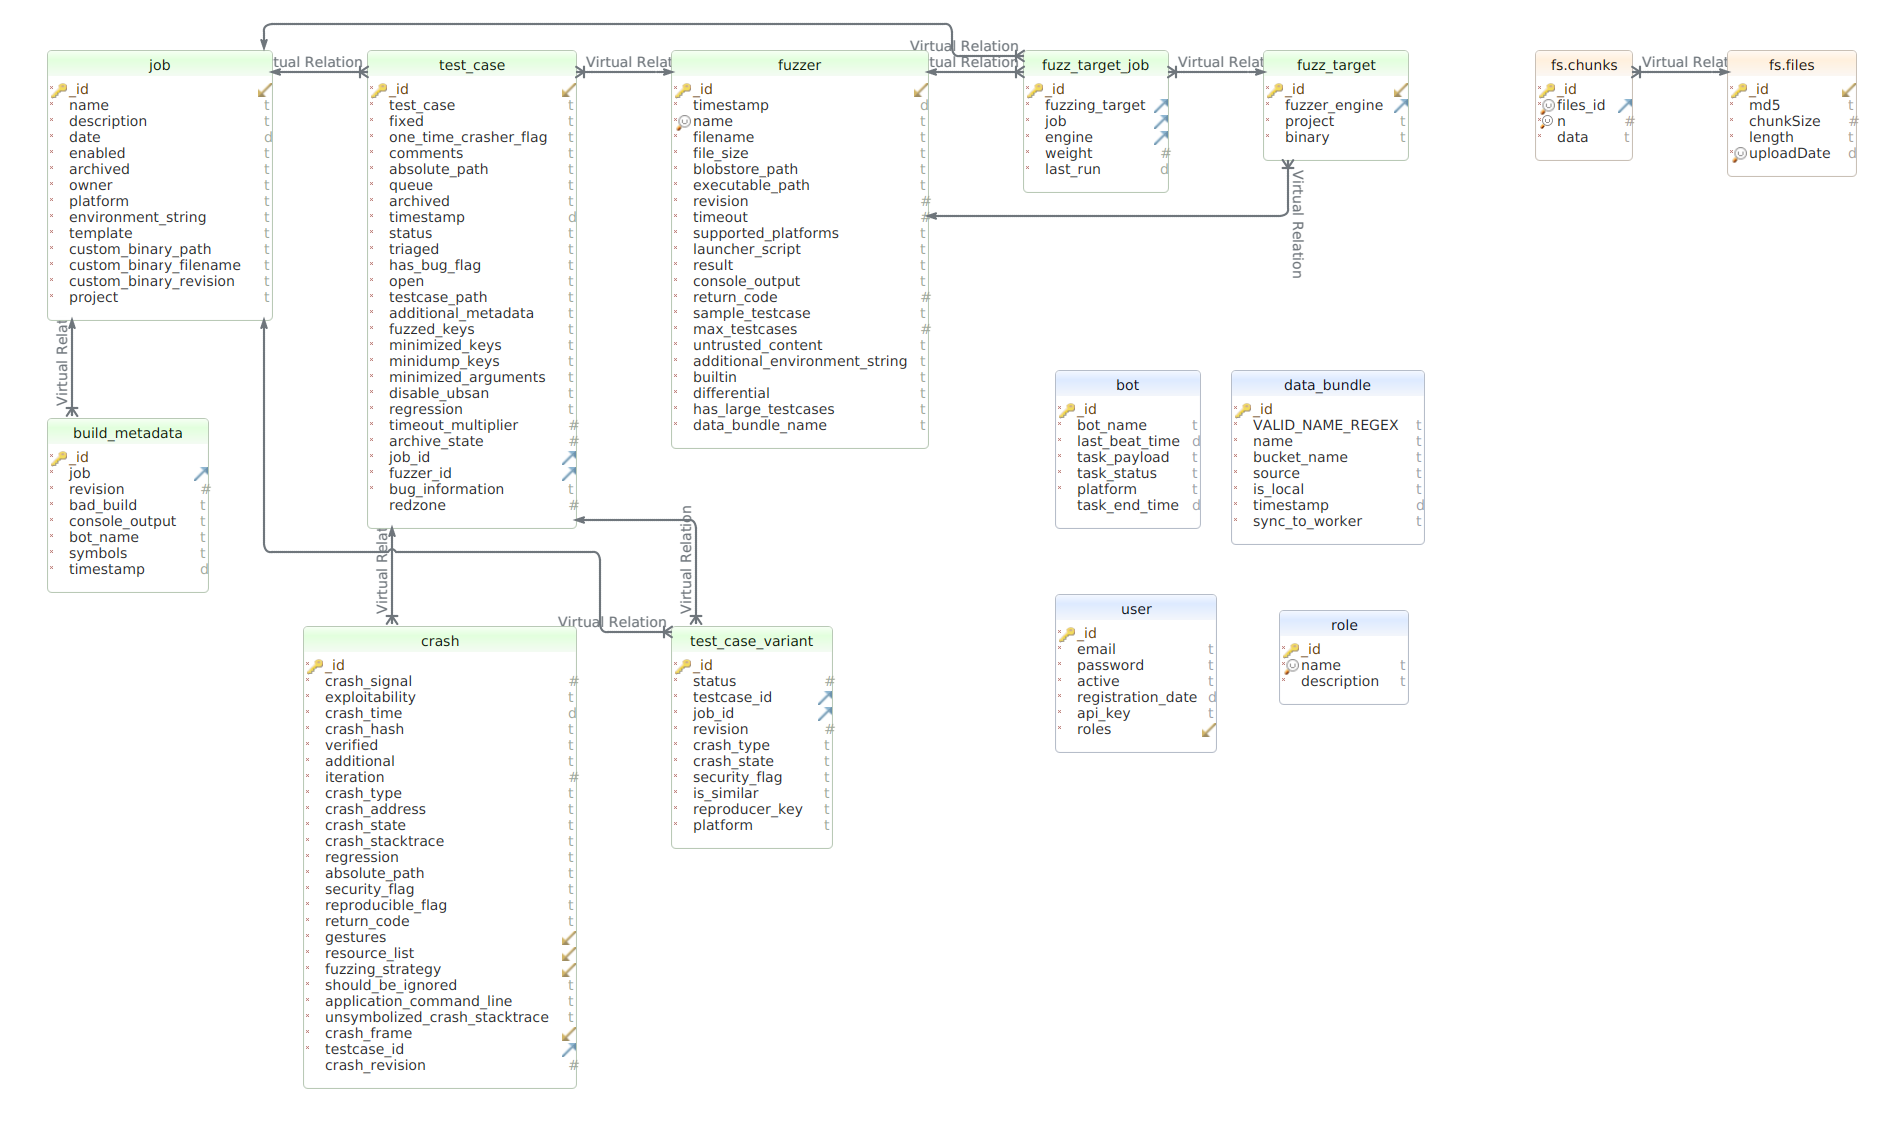 job
_id
name t
description t
date d
enabled t
archived t
owner t
platform t
environment_string t
template t
custom_binary_path t
custom_binary_filename t
custom_binary_revision t
project t
tual Relation
test_case
_id
test_case t
fixed t
one_time_crasher_flag t
comments t
absolute_path t
queue t
archived t
timestamp d
status t
triaged t
has_bug_flag t
open t
testcase_path t
additional_metadata t
fuzzed_keys t
minimized_keys t
minidump_keys t
minimized_arguments t
disable_ubsan t
regression t
timeout_multiplier #
archive_state #
job_id
fuzzer_id
bug_information t
redzone #
Virtual Relat
fuzzer
_id
timestamp d
name t
filename t
file_size t
blobstore_path t
executable_path t
revision #
timeout #
supported_platforms t
launcher_script t
result t
console_output t
return_code #
sample_testcase t
max_testcases #
untrusted_content t
additional_environment_string t
builtin t
differential t
has_large_testcases t
data_bundle_name t
Virtual Relation
tual Relation
fuzz_target_job
_id
fuzzing_target
job
engine
weight #
last_run d
Virtual Relat
fuzz_target
_id
fuzzer_engine
project t
binary t
Virtual Relation
fs.chunks
_id
files_id
n #
data t
Virtual Relat
fs.files
_id
md5 t
chunkSize #
length t
uploadDate d
Virtual Relat
build_metadata
_id
job
revision #
bad_build t
console_output t
bot_name t
symbols t
timestamp d
bot
_id
bot_name t
last_beat_time d
task_payload t
task_status t
platform t
task_end_time d
data_bundle
_id
VALID_NAME_REGEX t
name t
bucket_name t
source t
is_local t
timestamp d
sync_to_worker t
Virtual Relat
Virtual Relation
Virtual Relation
crash
_id
crash_signal #
exploitability t
crash_time d
crash_hash t
verified t
additional t
iteration #
crash_type t
crash_address t
crash_state t
crash_stacktrace t
regression t
absolute_path t
security_flag t
reproducible_flag t
return_code t
gestures
resource_list
fuzzing_strategy
should_be_ignored t
application_command_line t
unsymbolized_crash_stacktrace t
crash_frame
testcase_id
crash_revision #
test_case_variant
_id
status #
testcase_id
job_id
revision #
crash_type t
crash_state t
security_flag t
is_similar t
reproducer_key t
platform t
user
_id
email t
password t
active t
registration_date d
api_key t
roles
role
_id
name t
description t